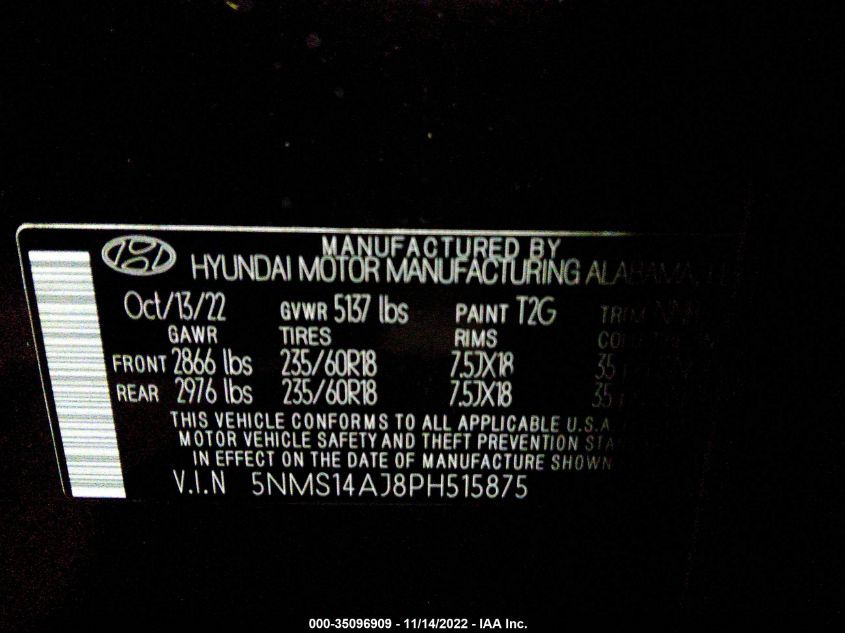 MANUFACTURED BY
HYUNDAI MOTOR MANUFACTURING ALABAMA,
Oct/13/22 GVWR 5137 lbs PAINT T2G TRIM
GAWR TIRES RIMS
FRONT 2866 lbs 235/60R18 7.5JX18 35
REAR 2976 lbs 235/60R18 7.5JX18 35
THIS VEHICLE CONFORMS TO ALL APPLICABLE U.S.A
MOTOR VEHICLE SAFETY AND THEFT PREVENTION
IN EFFECT ON THE DATE OF MANUFACTURE SHOWN
V.I.N 5NMS14AJ8PH515875
000-35096909 - 11/14/2022 - IAA Inc.